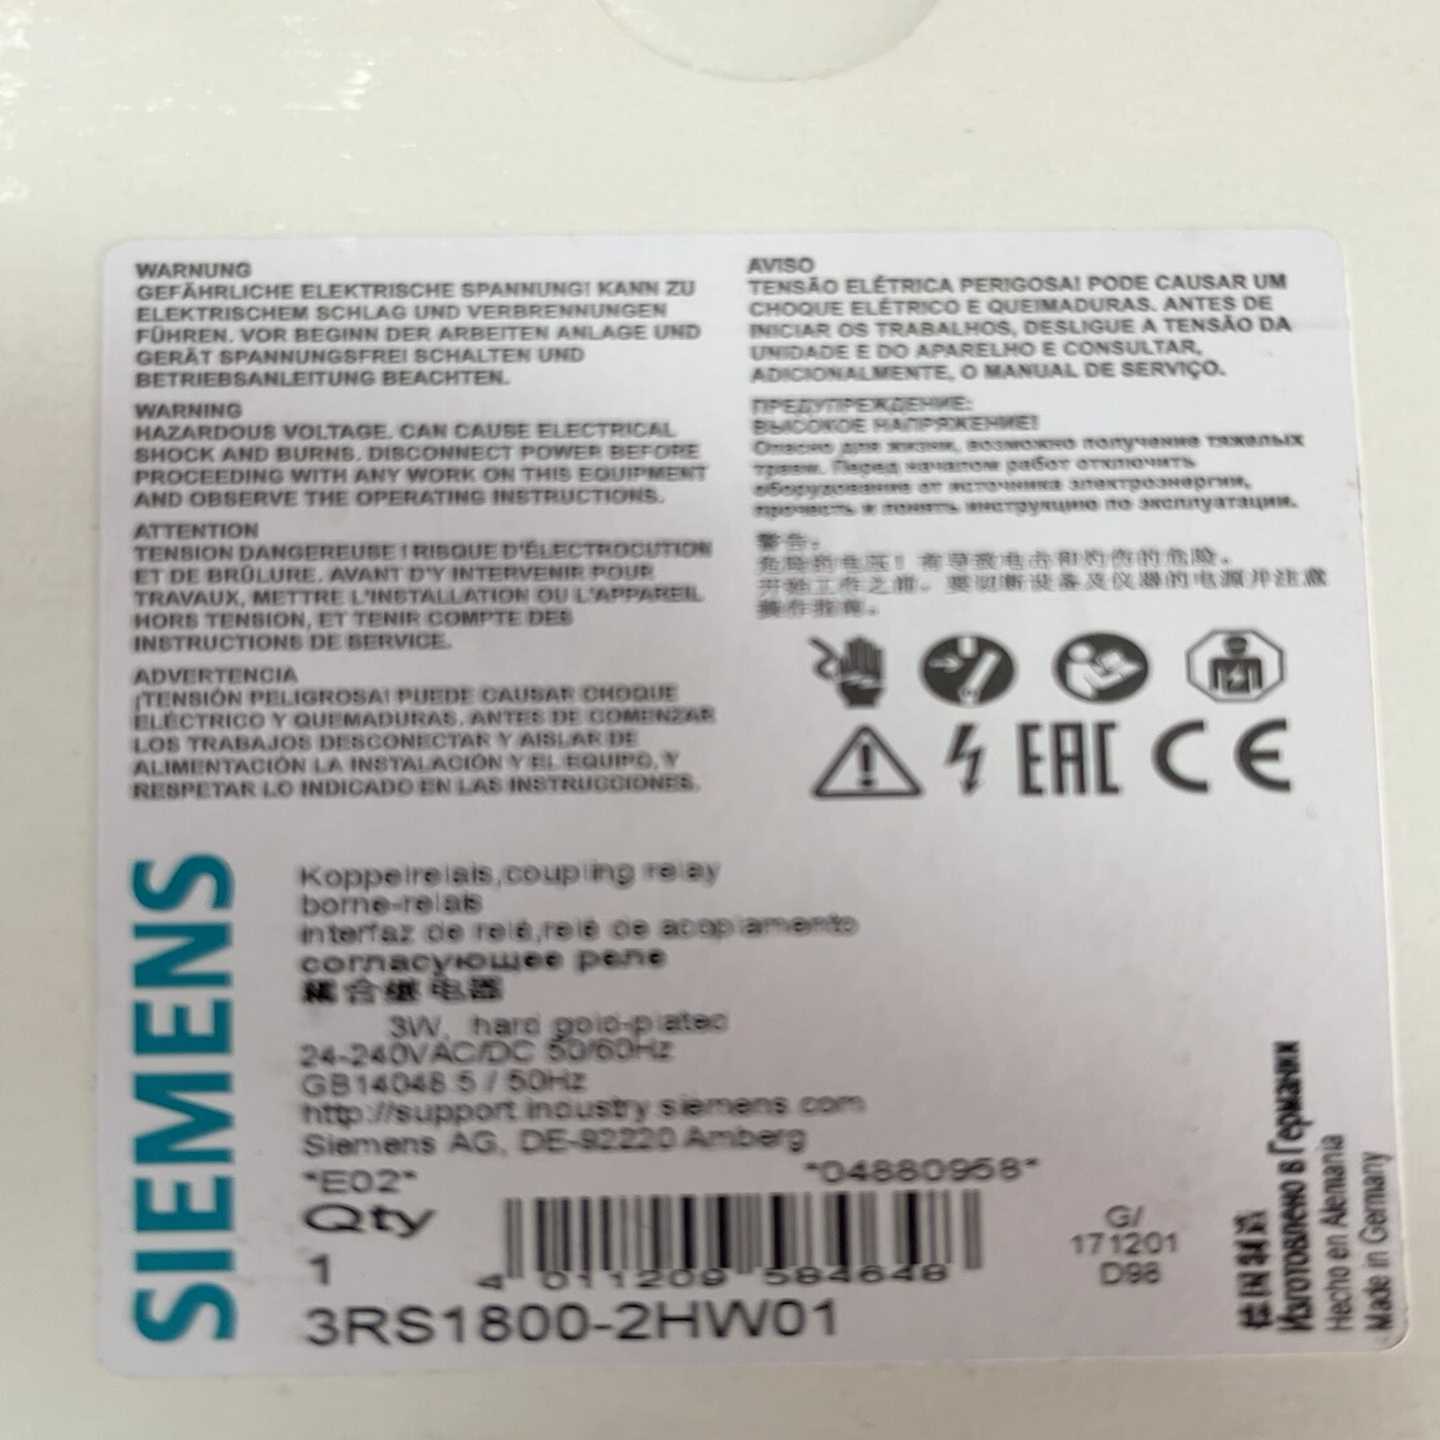 WARNUNG
GEFÄHRLICHE ELEKTRISCHE SPANNUNG! KANN ZU
ELEKTRISCHEM SCHLAG UND VERBRENNUNGEN
FÜHREN. VOR BEGINN DER ARBEITEN ANLAGE UND
GERÄT SPANNUNGSFREI SCHALTEN UND
BETRIEBSANLEITUNG BEACHTEN.
WARNING
HAZARDOUS VOLTAGE. CAN CAUSE ELECTRICAL
SHOCK AND BURNS. DISCONNECT POWER BEFORE
PROCEEDING WITH ANY WORK ON THIS EQUIPMENT
AND OBSERVE THE OPERATING INSTRUCTIONS.
ATTENTION
TENSION DANGEREUSE ! RISQUE D'ÉLECTROCUTION
ET DE BRÛLURE. AVANT D'Y INTERVENIR POUR
TRAVAUX, METTRE L'INSTALLATION OU L'APPAREIL
HORS TENSION, ET TENIR COMPTE DES
INSTRUCTIONS DE SERVICE.
ADVERTENCIA
¡TENSIÓN PELIGROSA! PUEDE CAUSAR CHOQUE
ELÉCTRICO Y QUEMADURAS. ANTES DE COMENZAR
LOS TRABAJOS DESCONECTAR Y AISLAR DE
ALIMENTACIÓN LA INSTALACIÓN Y EL EQUIPO, Y
RESPETAR LO INDICADO EN LAS INSTRUCCIONES.
AVISO
TENSÃO ELÉTRICA PERIGOSA! PODE CAUSAR UM
CHOQUE ELÉTRICO E QUEIMADURAS. ANTES DE
INICIAR OS TRABALHOS, DESLIGUE A TENSÃO DA
UNIDADE E DO APARELHO E CONSULTAR,
ADICIONALMENTE, O MANUAL DE SERVIÇO.
ПРЕДУПРЕЖДЕНИЕ:
ВЫСОКОЕ НАПРЯЖЕНИЕ!
Опасно для жизни, возможно получение тяжелых
травм. Перед началом работ отключить
оборудование от источника электроэнергии,
прочесть и понять инструкцию по эксплуатации.
警告：
危险的电压！有导致电击和灼伤的危险。
开始工作之前，要切断设备及仪器的电源并注意
操作指南。
EAC CE
SIEMENS
Koppelrelais,coupling relay
borne-relais
interfaz de relé,relé de acoplamento
согласующее реле
耦合继电器
3W, hard gold-plated
24-240VAC/DC 50/60Hz
GB14048.5 / 50Hz
http://support.industry.siemens.com
Siemens AG, DE-92220 Amberg
*E02* *04880958*
Qty
1
4 011209 584648
3RS1800-2HW01
G/
171201
D98
德国制造
Изготовлено в Германии
Hecho en Alemania
Made in Germany